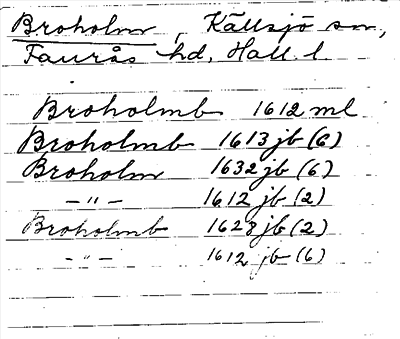 Broholm, Källsjö sn,
Faurås hd, Hall. l.
Broholmb 1612 ml
Broholmb 1613 jb (6)
Broholm 1632 jb (6)
– " – 1612 jb (2)
Broholmb 1628 jb (2)
– " – 1612 jb (6)